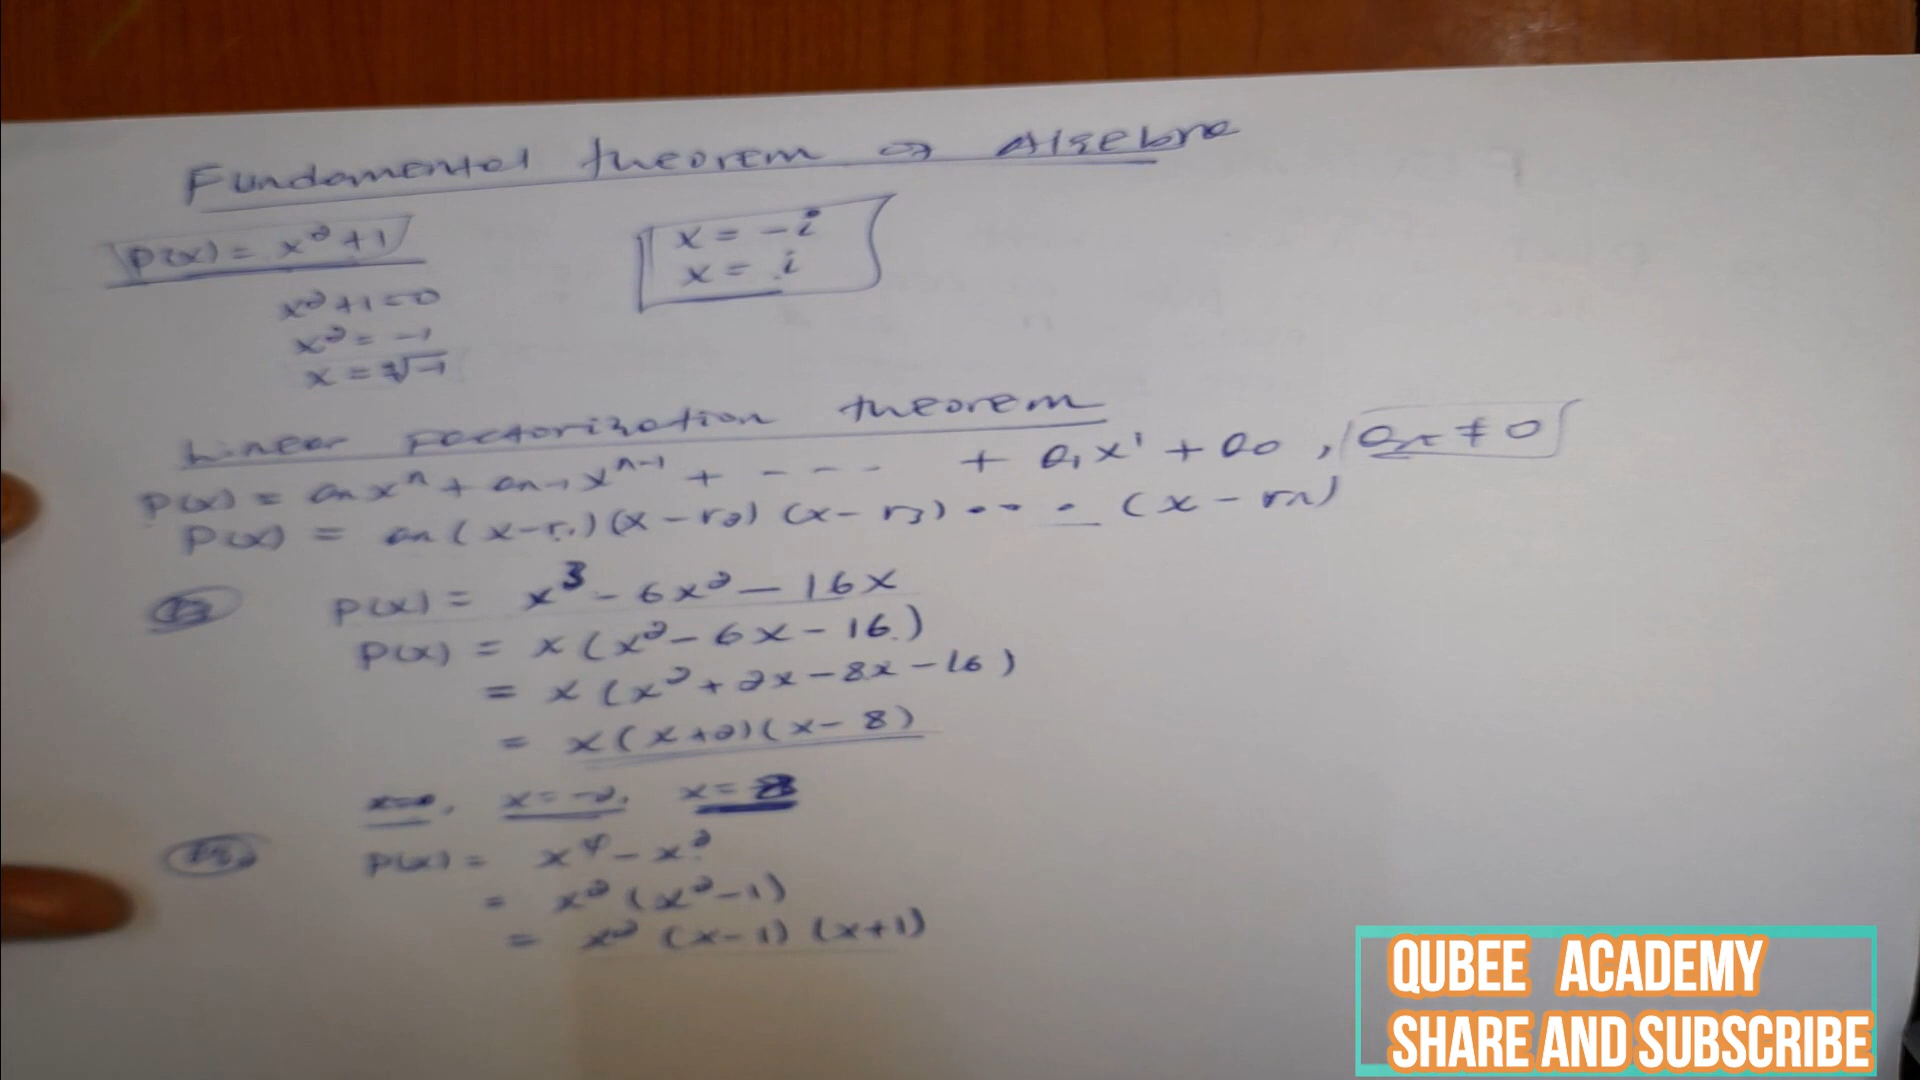 Fundamental theorem of Algebra
P(x) = x² + 1
x² + 1 = 0
x² = -1
x = ²√-1
x = -i
x = i
Linear Factorization theorem
P(x) = anxⁿ + an-1xⁿ⁻¹ + - - - - + a1x¹ + a0 , an ≠ 0
P(x) = an(x-r1)(x-r2)(x-r3) ... (x-rn)
P(x) = x³ - 6x² - 16x
P(x) = x(x² - 6x - 16)
= x(x² + 2x - 8x - 16)
= x(x+2)(x-8)
x=0, x=-2, x=8
P(x) = x⁴ - x²
= x²(x²-1)
= x²(x-1)(x+1)
QUBEE ACADEMY
SHARE AND SUBSCRIBE